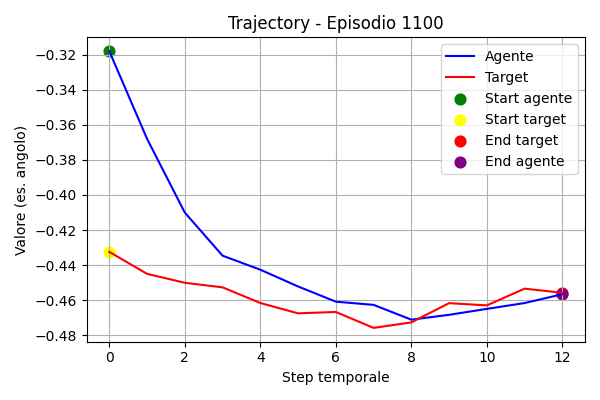 Trajectory - Episodio 1100
Valore (es. angolo)
−0.32
−0.34
−0.36
−0.38
−0.40
−0.42
−0.44
−0.46
−0.48
Agente
Target
Start agente
Start target
End target
End agente
0 2 4 6 8 10 12
Step temporale